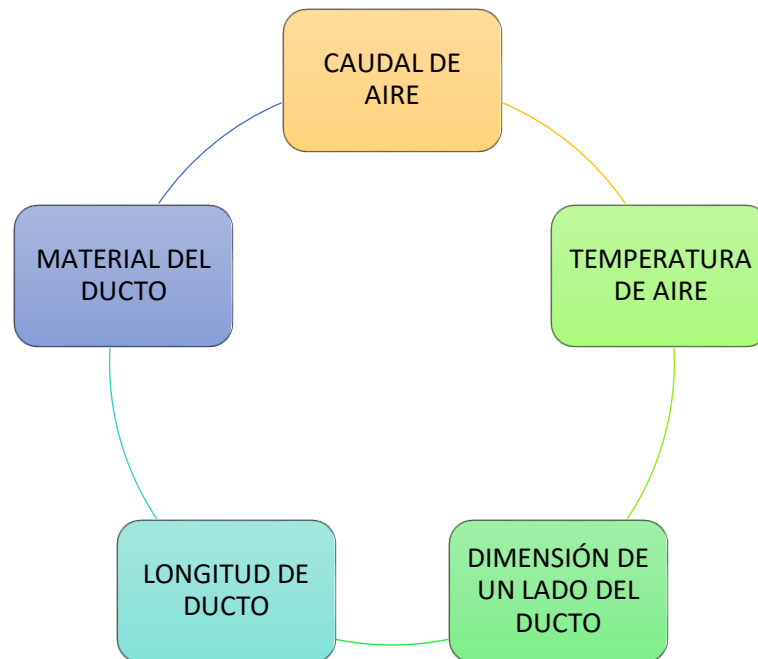 CAUDAL DE
AIRE
TEMPERATURA
DE AIRE
DIMENSIÓN DE
UN LADO DEL
DUCTO
LONGITUD DE
DUCTO
MATERIAL DEL
DUCTO